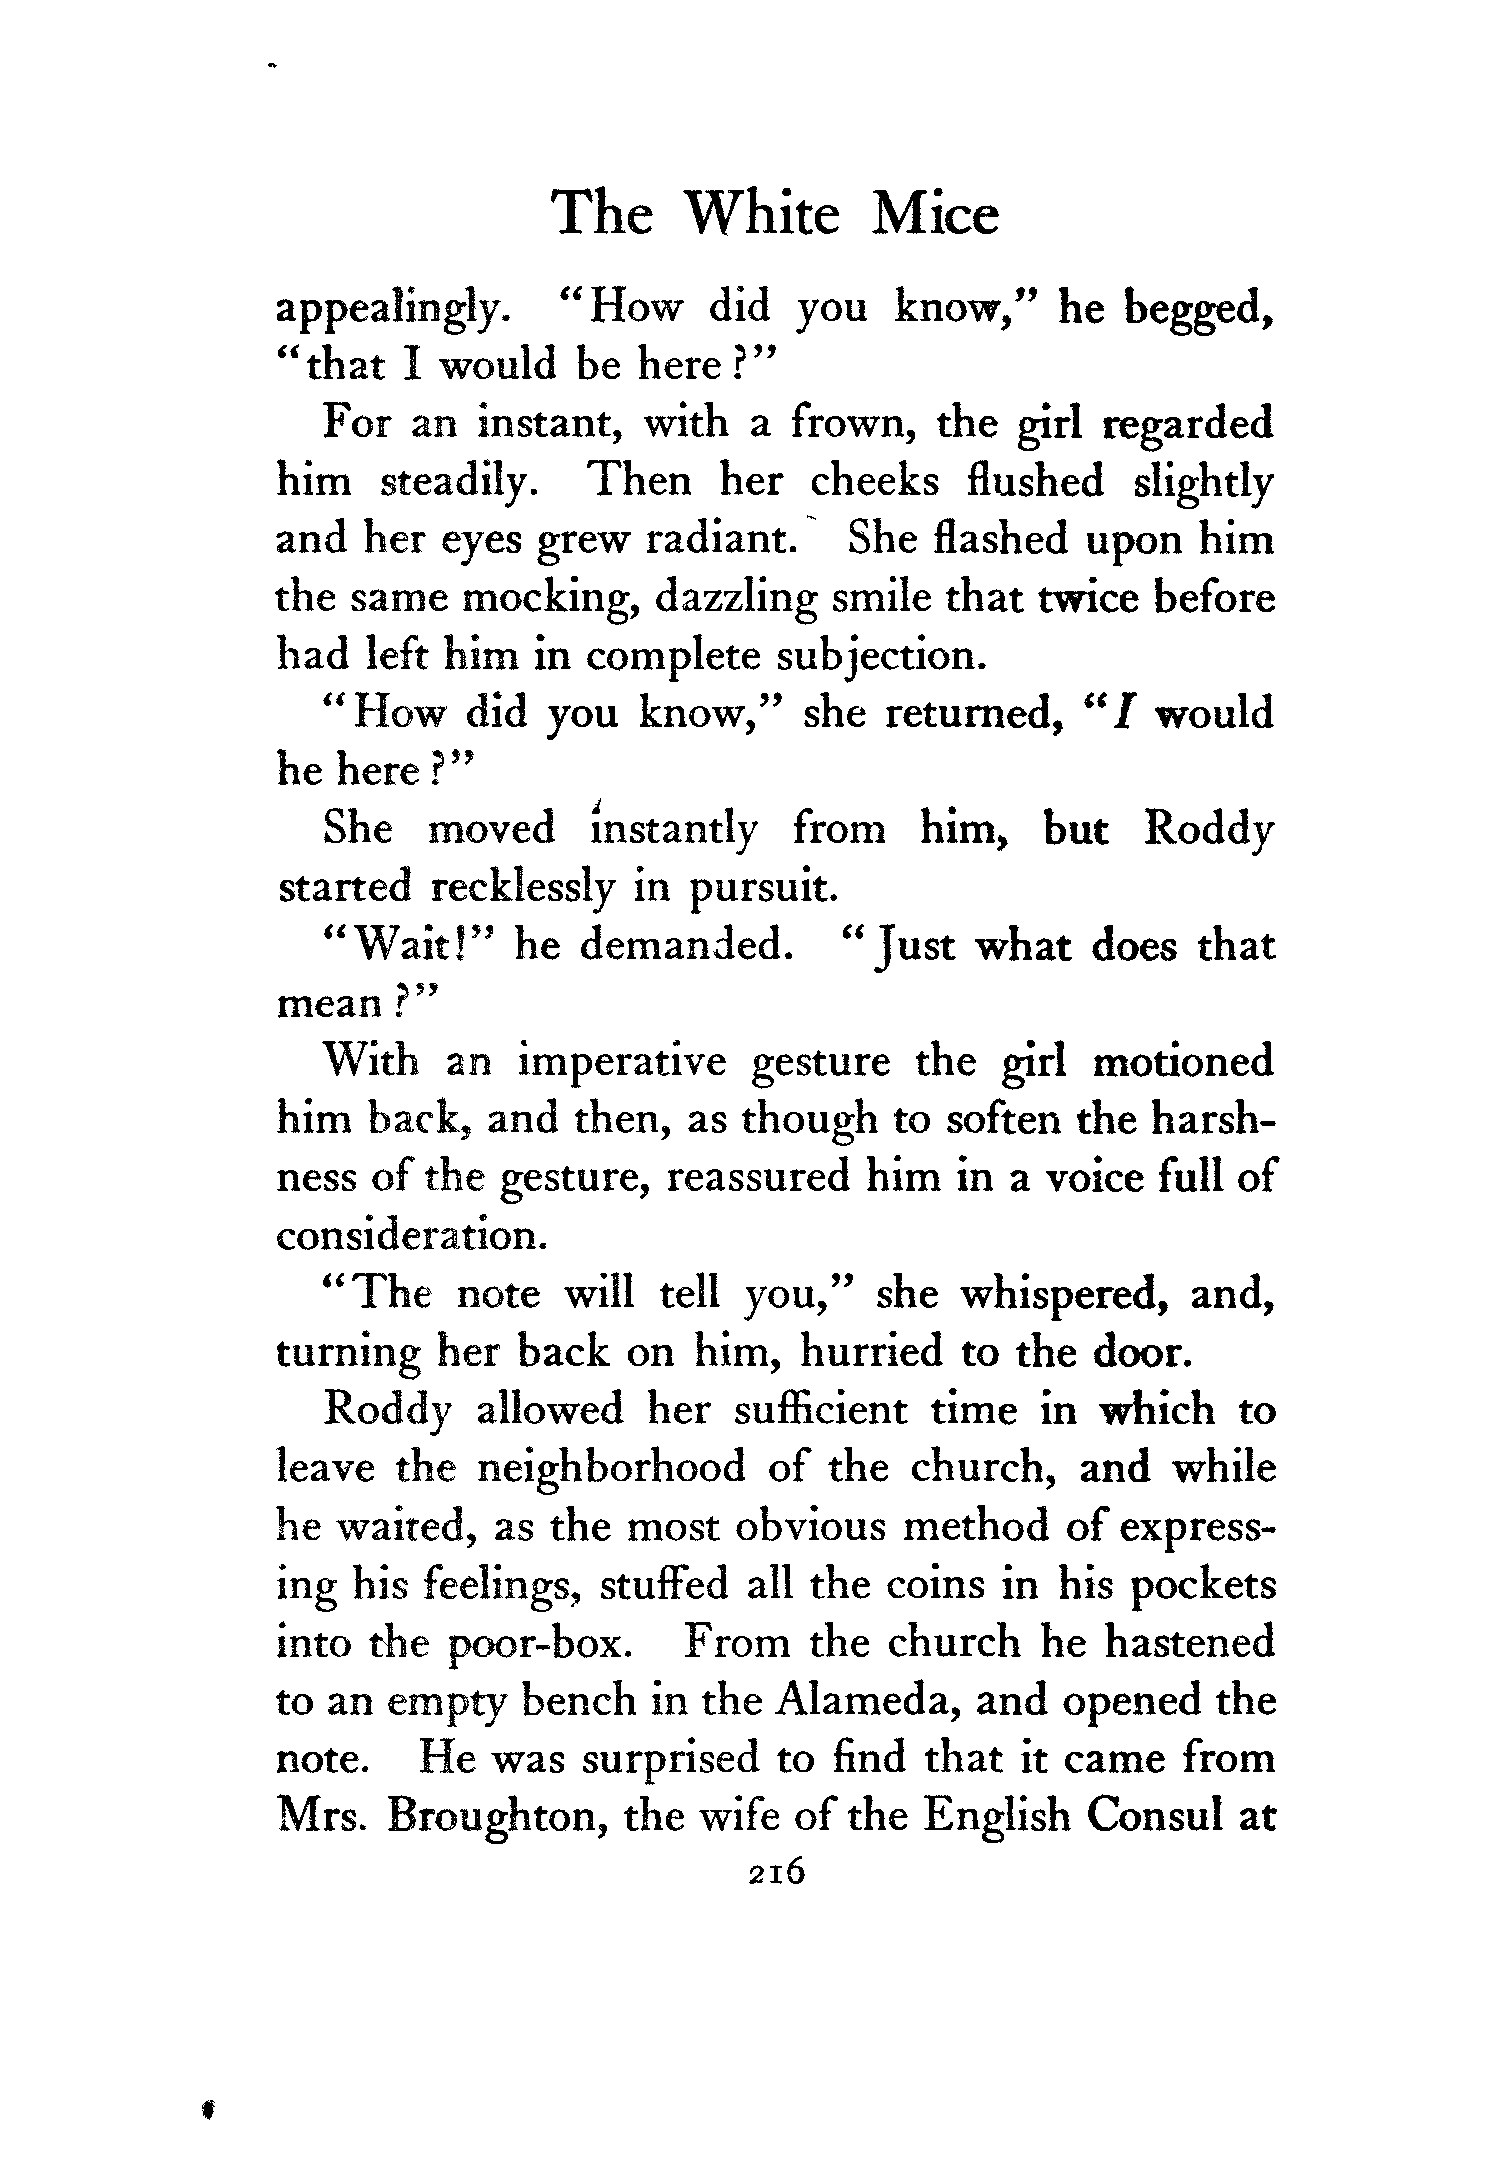 The White Mice
appealingly. "How did you know," he begged,
"that I would be here?"
For an instant, with a frown, the girl regarded
him steadily. Then her cheeks flushed slightly
and her eyes grew radiant. She flashed upon him
the same mocking, dazzling smile that twice before
had left him in complete subjection.
"How did you know," she returned, "I would
he here?"
She moved instantly from him, but Roddy
started recklessly in pursuit.
"Wait!" he demanded. "Just what does that
mean?"
With an imperative gesture the girl motioned
him back, and then, as though to soften the harsh-
ness of the gesture, reassured him in a voice full of
consideration.
"The note will tell you," she whispered, and,
turning her back on him, hurried to the door.
Roddy allowed her sufficient time in which to
leave the neighborhood of the church, and while
he waited, as the most obvious method of express-
ing his feelings, stuffed all the coins in his pockets
into the poor-box. From the church he hastened
to an empty bench in the Alameda, and opened the
note. He was surprised to find that it came from
Mrs. Broughton, the wife of the English Consul at
216